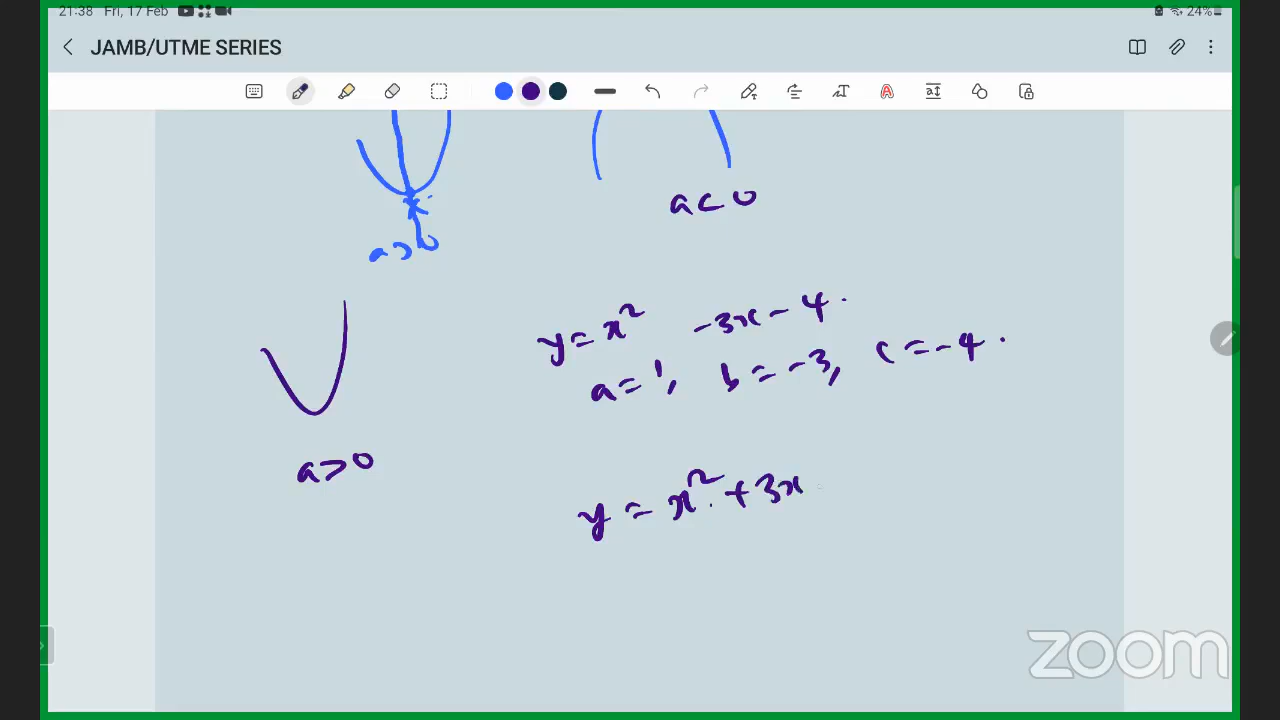 21:38 Fri, 17 Feb 24%
JAMB/UTME SERIES
a<0
a>0
y=x² -3x-4.
a=1, b=-3, c=-4.
a>0
y=x²+3x
zoom